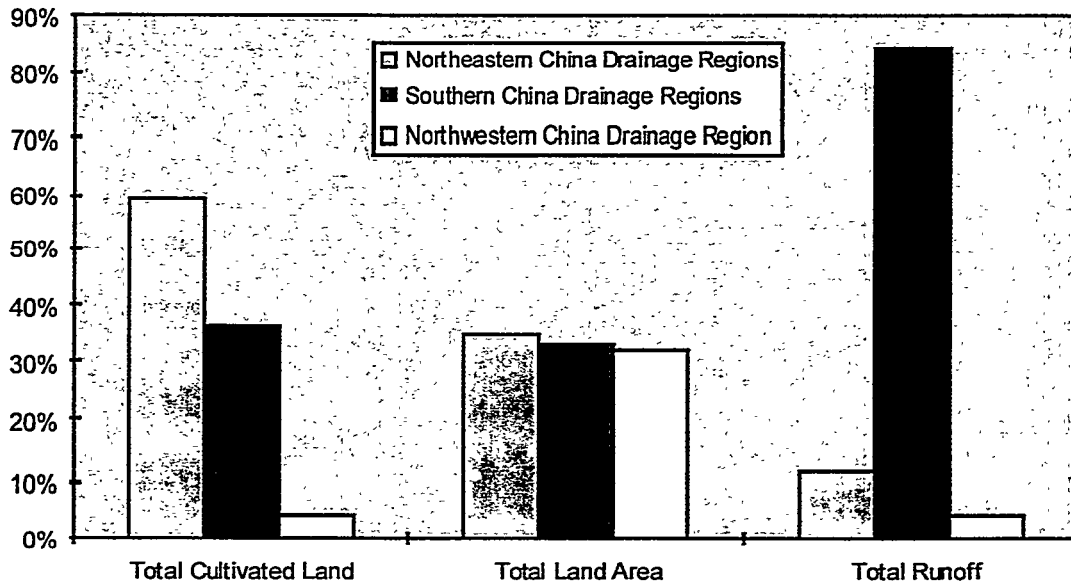 90%
80%
70%
60%
50%
40%
30%
20%
10%
0%
Northeastern China Drainage Regions
Southern China Drainage Regions
Northwestern China Drainage Region
Total Cultivated Land
Total Land Area
Total Runoff